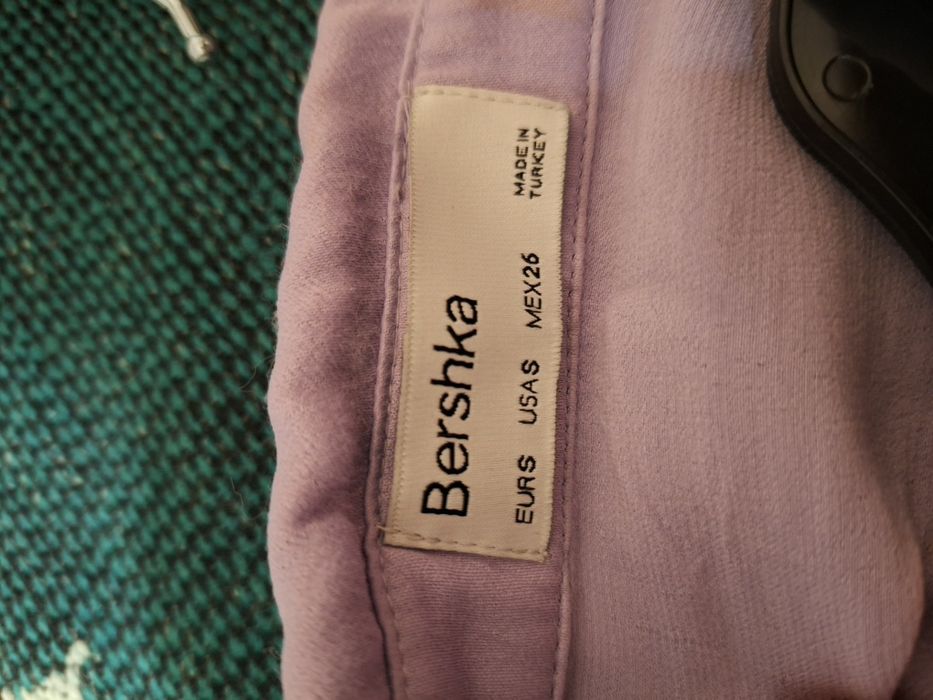 Bershka
EUR S USA S MEX 26
MADE IN
TURKEY